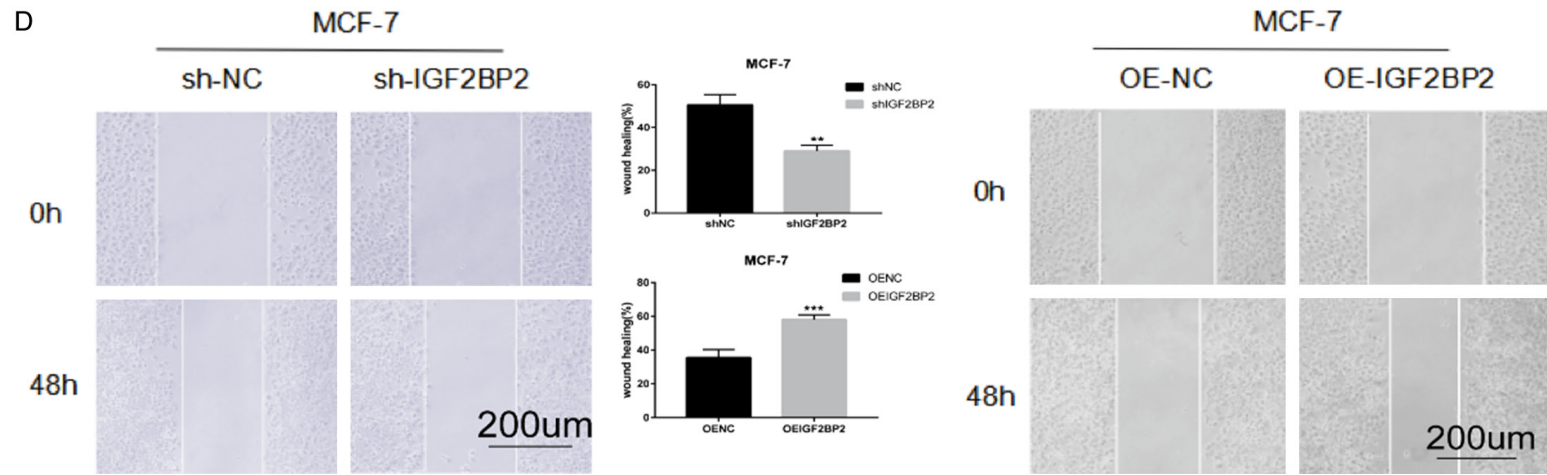 D
MCF-7
sh-NC sh-IGF2BP2
0h
48h
200um
MCF-7
shNC
shIGF2BP2
wound healing(%)
60
40
20
0
**
shNC shIGF2BP2
MCF-7
OENC
OEIGF2BP2
wound healing(%)
80
60
40
20
0
***
OENC OEIGF2BP2
MCF-7
OE-NC OE-IGF2BP2
0h
48h
200um